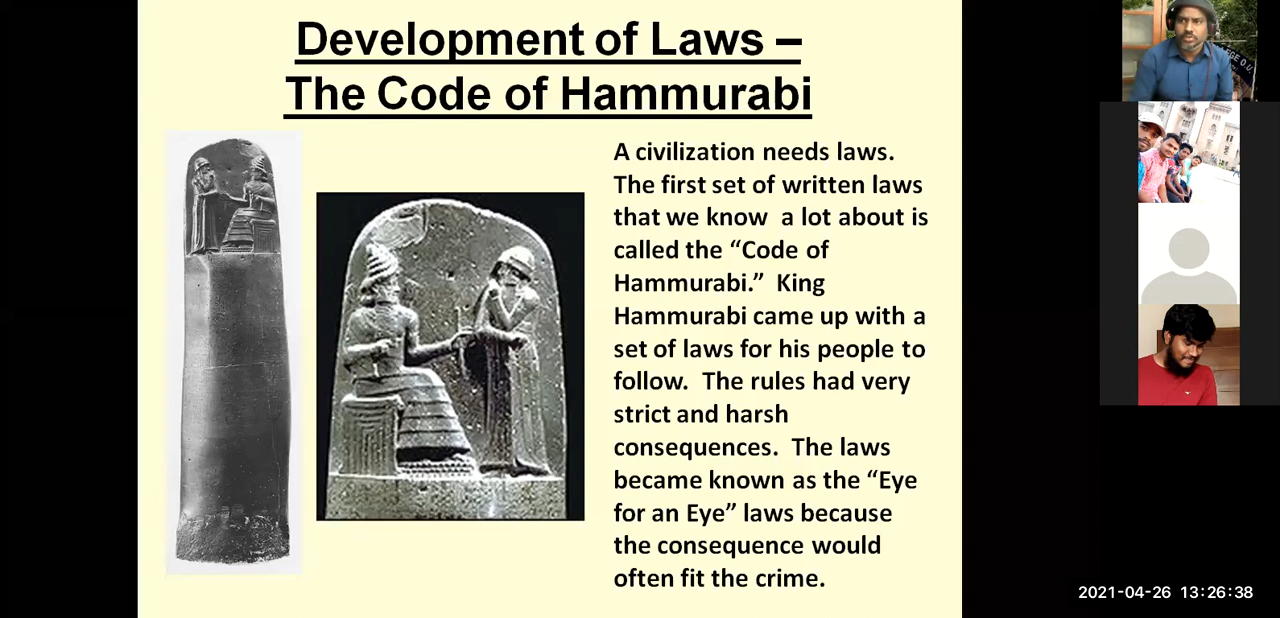 Development of Laws –
The Code of Hammurabi
A civilization needs laws.
The first set of written laws
that we know a lot about is
called the “Code of
Hammurabi.” King
Hammurabi came up with a
set of laws for his people to
follow. The rules had very
strict and harsh
consequences. The laws
became known as the “Eye
for an Eye” laws because
the consequence would
often fit the crime.
2021-04-26 13:26:38